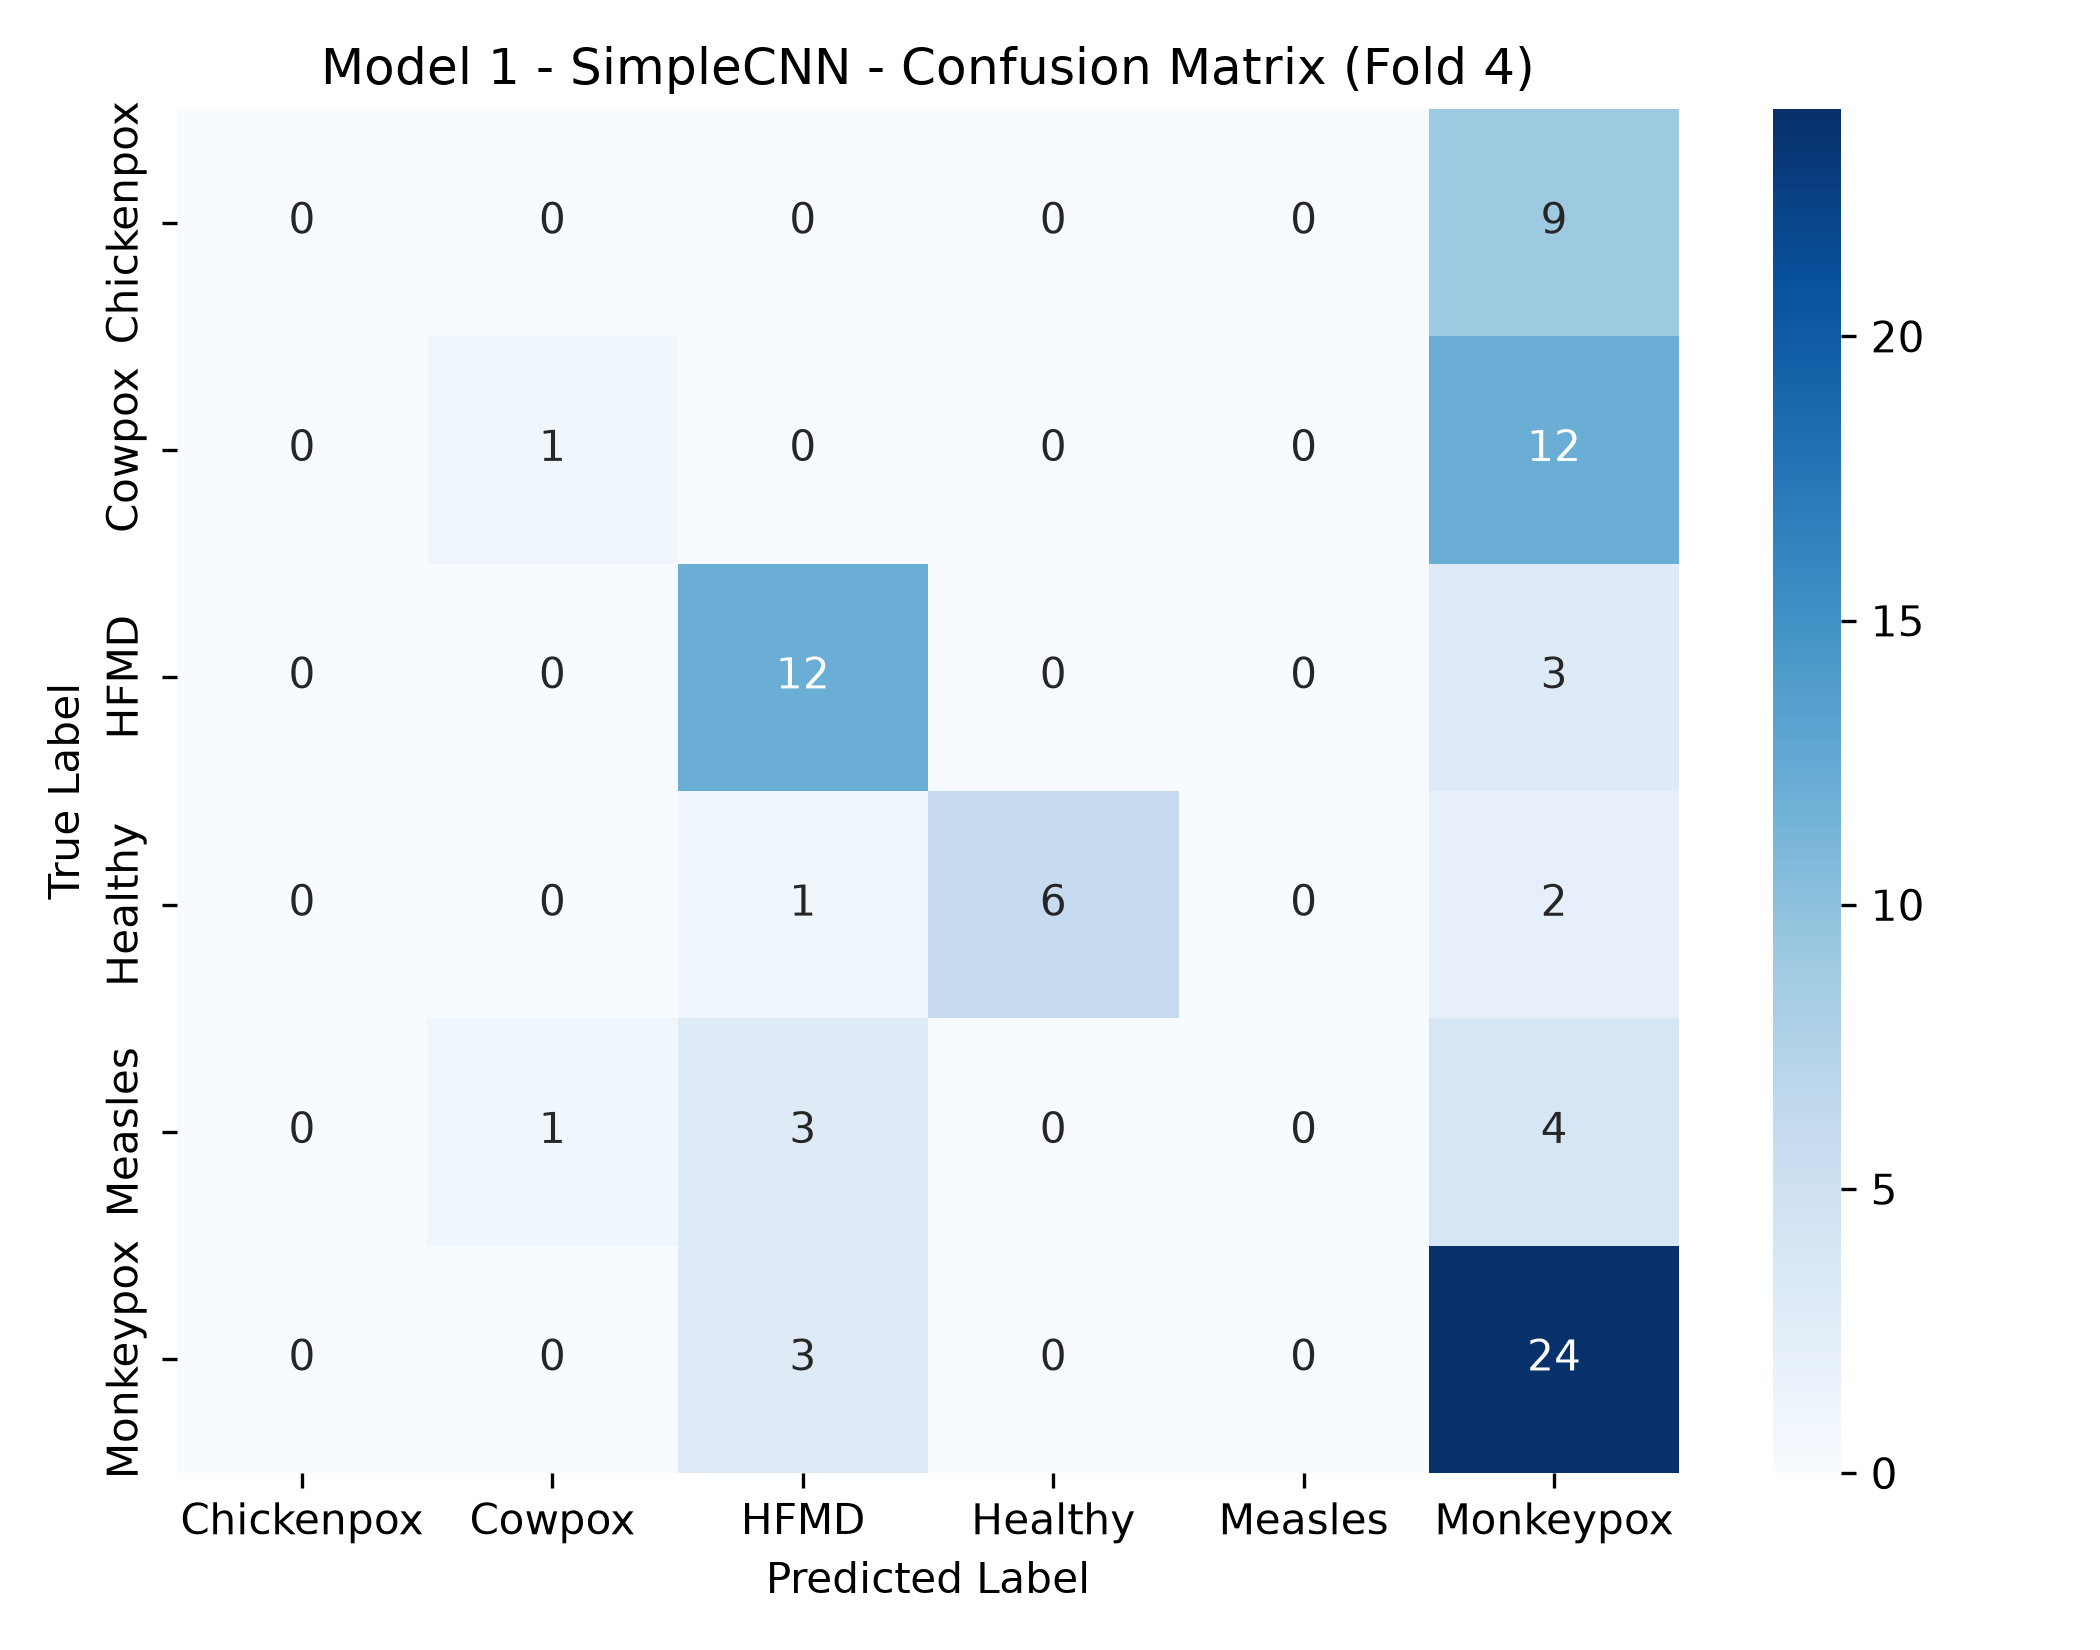 Model 1 - SimpleCNN - Confusion Matrix (Fold 4)
True Label
Chickenpox 0 0 0 0 0 9
Cowpox 0 1 0 0 0 12
HFMD 0 0 12 0 0 3
Healthy 0 0 1 6 0 2
Measles 0 1 3 0 0 4
Monkeypox 0 0 3 0 0 24
Chickenpox Cowpox HFMD Healthy Measles Monkeypox
Predicted Label
20
15
10
5
0